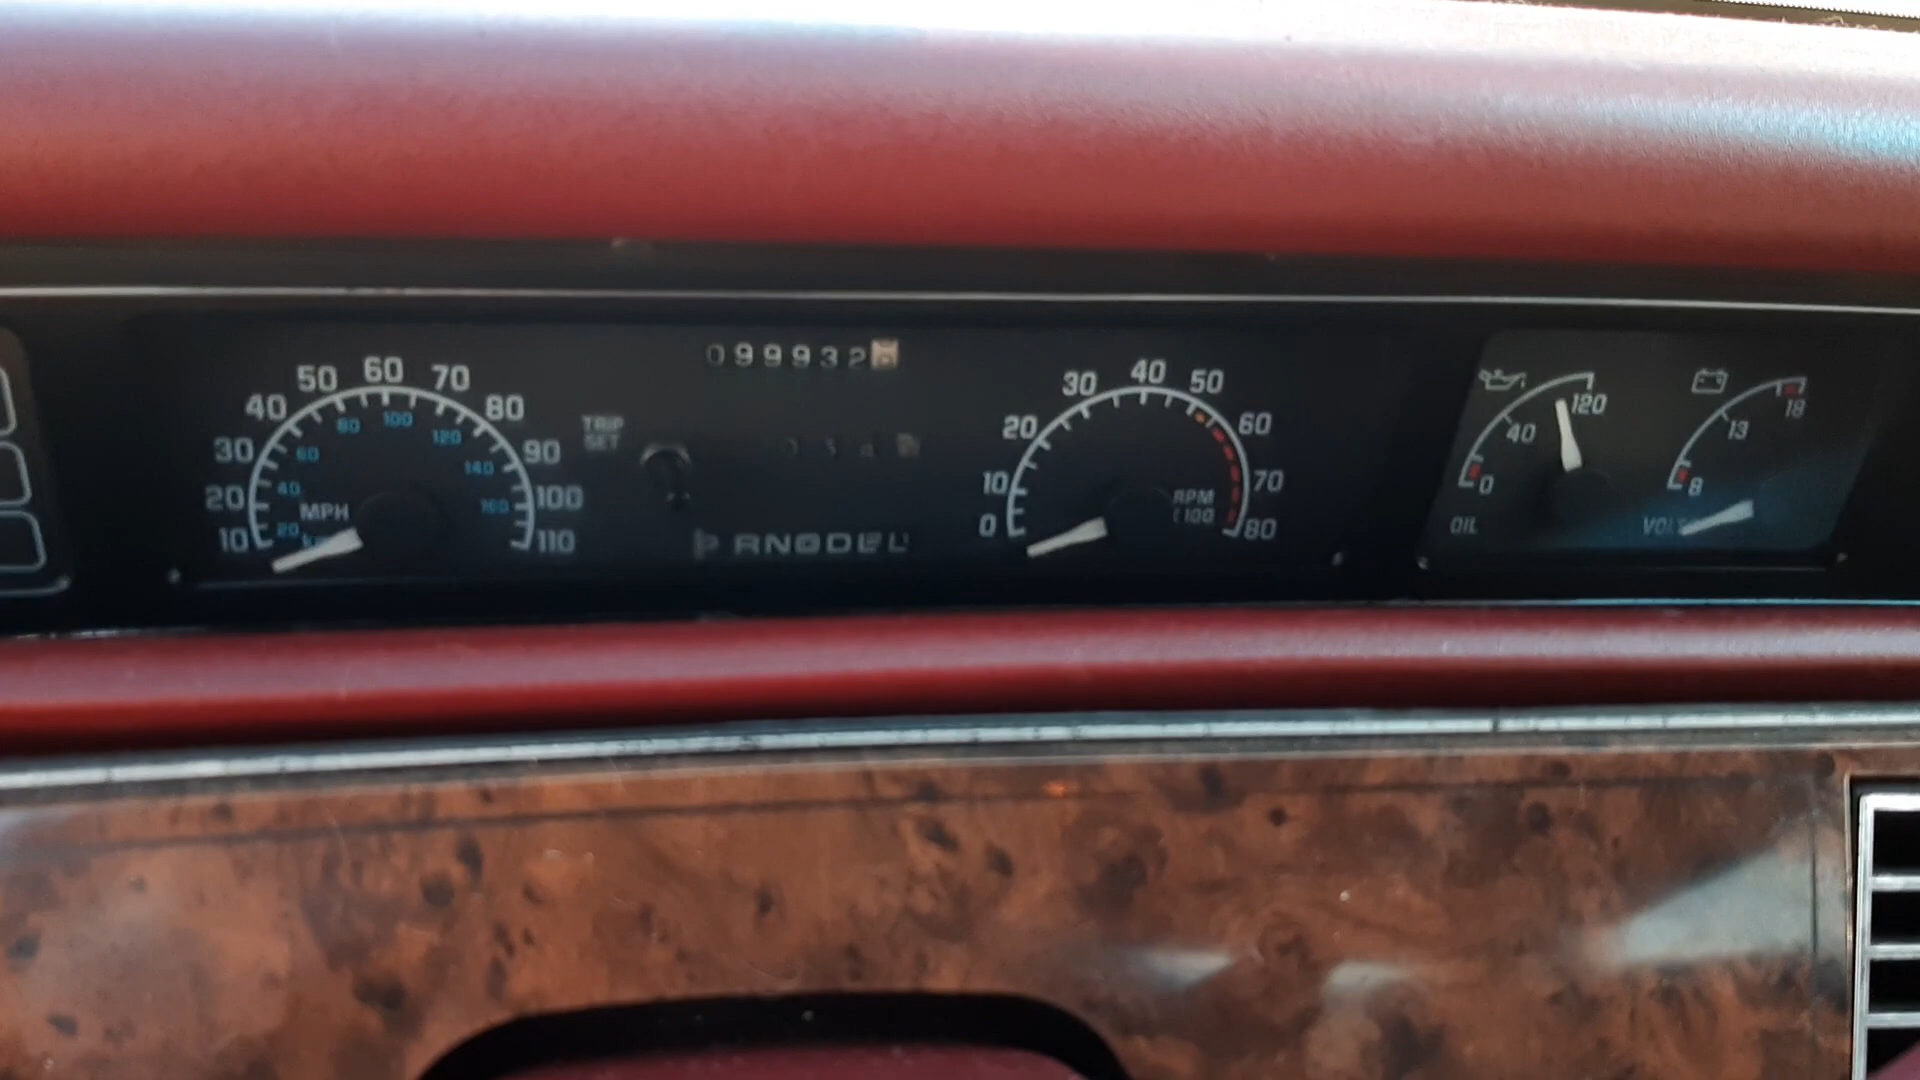 099932
10 20 30 40 50 60 70 80 90 100 110
20 40 60 80 100 120 140 160
MPH
TRIP
SET
PRNODEL
0 10 20 30 40 50 60 70 80
RPM
x100
0 40 120
OIL
8 13 18
VOLTS